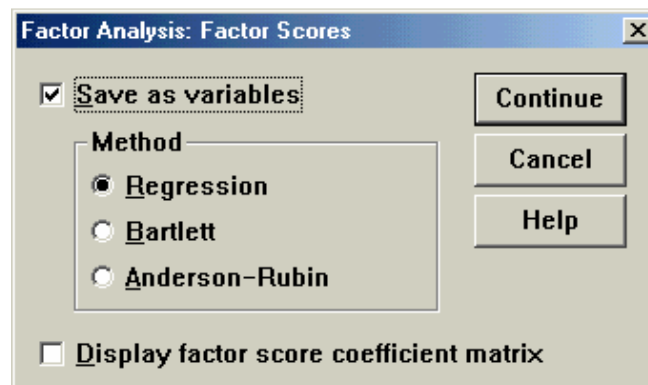 Factor Analysis: Factor Scores
Save as variables
Continue
Method
Cancel
Regression
Help
Bartlett
Anderson-Rubin
Display factor score coefficient matrix